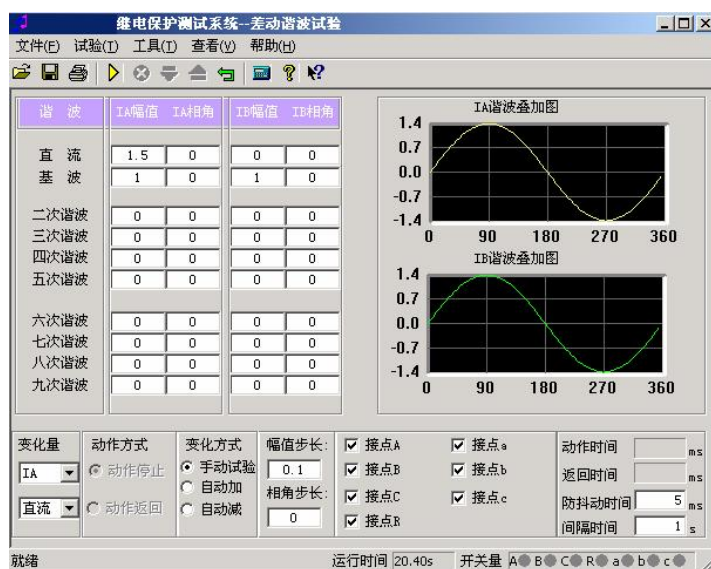 继电保护测试系统--差动谐波试验
文件(F) 试验(T) 工具(I) 查看(V) 帮助(H)
谐 波 IA幅值 IA相角 IB幅值 IB相角
直 流 1.5 0 0 0
基 波 1 0 1 0
二次谐波 0 0 0 0
三次谐波 0 0 0 0
四次谐波 0 0 0 0
五次谐波 0 0 0 0
六次谐波 0 0 0 0
七次谐波 0 0 0 0
八次谐波 0 0 0 0
九次谐波 0 0 0 0
IA谐波叠加图
1.4
0.7
0.0
-0.7
-1.4
0 90 180 270 360
IB谐波叠加图
1.4
0.7
0.0
-0.7
-1.4
0 90 180 270 360
变化量
IA
直流
动作方式
动作停止
动作返回
变化方式
手动试验
自动加
自动减
幅值步长:
0.1
相角步长:
0
接点A 接点a
接点B 接点b
接点C 接点c
接点R
动作时间 ms
返回时间 ms
防抖动时间 5 ms
间隔时间 1 s
就绪 运行时间 20.40s 开关量 A B C R a b c